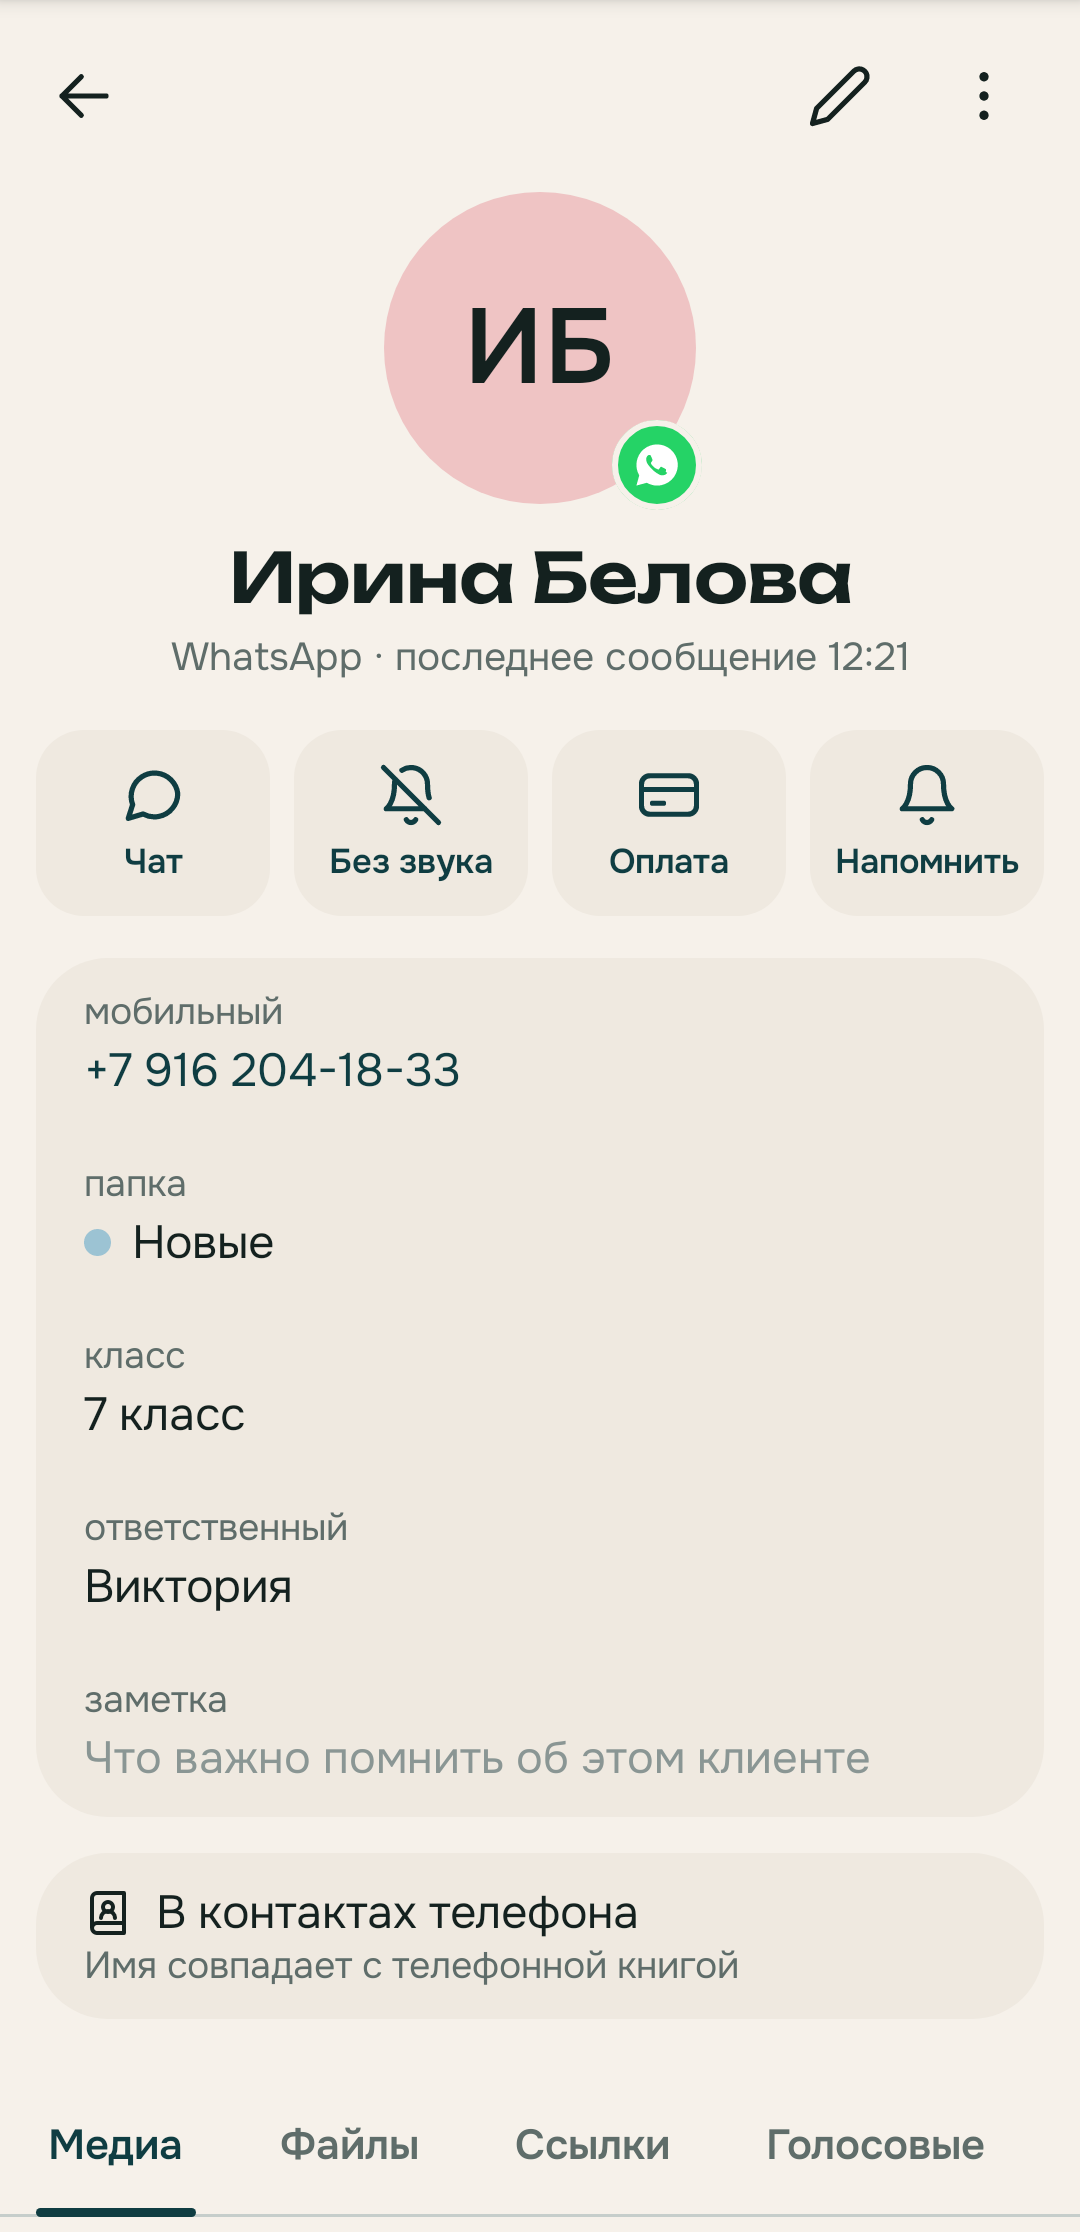 ИБ
Ирина Белова
WhatsApp · последнее сообщение 12:21
Чат
Без звука
Оплата
Напомнить
мобильный
+7 916 204-18-33
папка
Новые
класс
7 класс
ответственный
Виктория
заметка
Что важно помнить об этом клиенте
В контактах телефона
Имя совпадает с телефонной книгой
Медиа
Файлы
Ссылки
Голосовые